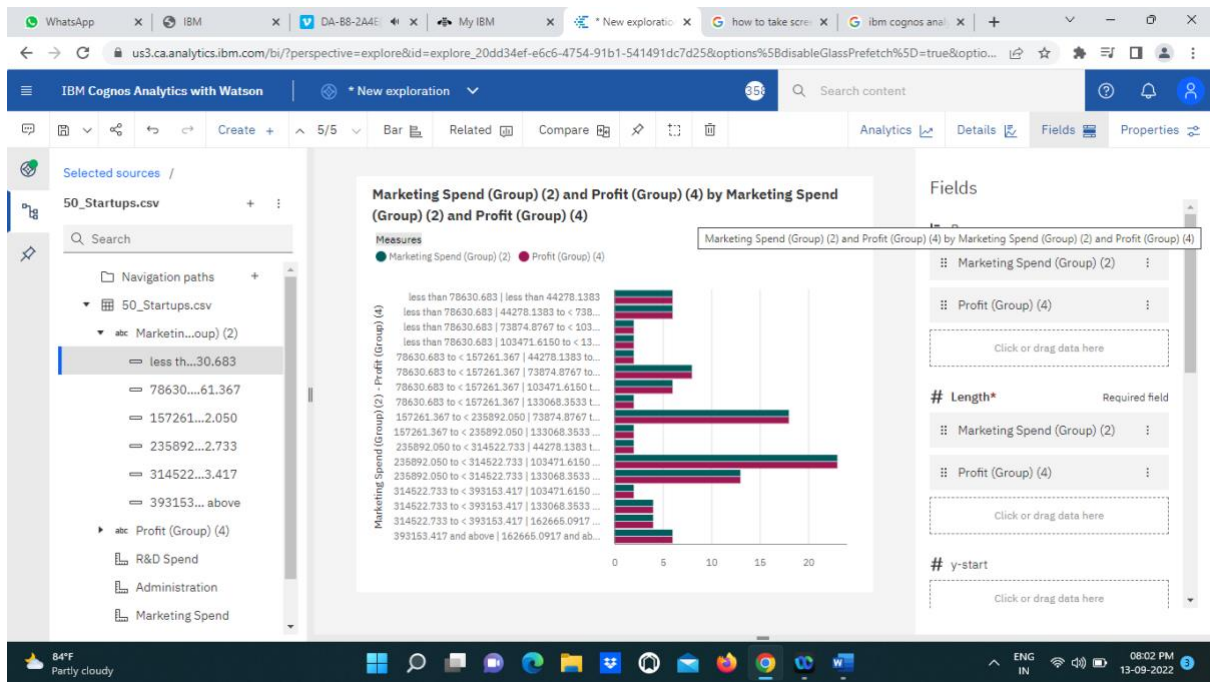 WhatsApp
IBM
DA-B8-2A4E
My IBM
* New exploratio
how to take scree
ibm cognos anal
us3.ca.analytics.ibm.com/bi/?perspective=explore&id=explore_20dd34ef-e6c6-4754-91b1-541491dc7d25&options%5BdisableGlassPrefetch%5D=true&optio...
IBM Cognos Analytics with Watson
* New exploration
358
Search content
Create +
5/5
Bar
Related
Compare
Analytics
Details
Fields
Properties
Selected sources /
50_Startups.csv
Search
Navigation paths
50_Startups.csv
abc Marketin...oup) (2)
less th...30.683
78630....61.367
157261...2.050
235892...2.733
314522...3.417
393153... above
abc Profit (Group) (4)
R&D Spend
Administration
Marketing Spend
Marketing Spend (Group) (2) and Profit (Group) (4) by Marketing Spend
(Group) (2) and Profit (Group) (4)
Measures
Marketing Spend (Group) (2) Profit (Group) (4)
Marketing Spend (Group) (2) and Profit (Group) (4) by Marketing Spend (Group) (2) and Profit (Group) (4)
Marketing Spend (Group) (2) - Profit (Group) (4)
less than 78630.683 | less than 44278.1383
less than 78630.683 | 44278.1383 to < 738...
less than 78630.683 | 73874.8767 to < 103...
less than 78630.683 | 103471.6150 to < 13...
78630.683 to < 157261.367 | 44278.1383 to...
78630.683 to < 157261.367 | 73874.8767 to...
78630.683 to < 157261.367 | 103471.6150 t...
78630.683 to < 157261.367 | 133068.3533 t...
157261.367 to < 235892.050 | 73874.8767 t...
157261.367 to < 235892.050 | 133068.3533 ...
235892.050 to < 314522.733 | 44278.1383 t...
235892.050 to < 314522.733 | 103471.6150 ...
235892.050 to < 314522.733 | 133068.3533 ...
314522.733 to < 393153.417 | 103471.6150 ...
314522.733 to < 393153.417 | 133068.3533 ...
314522.733 to < 393153.417 | 162665.0917 ...
393153.417 and above | 162665.0917 and ab...
0 5 10 15 20
Fields
Marketing Spend (Group) (2)
Profit (Group) (4)
Click or drag data here
# Length* Required field
Marketing Spend (Group) (2)
Profit (Group) (4)
Click or drag data here
# y-start
Click or drag data here
84°F
Partly cloudy
ENG
IN
08:02 PM
13-09-2022
3